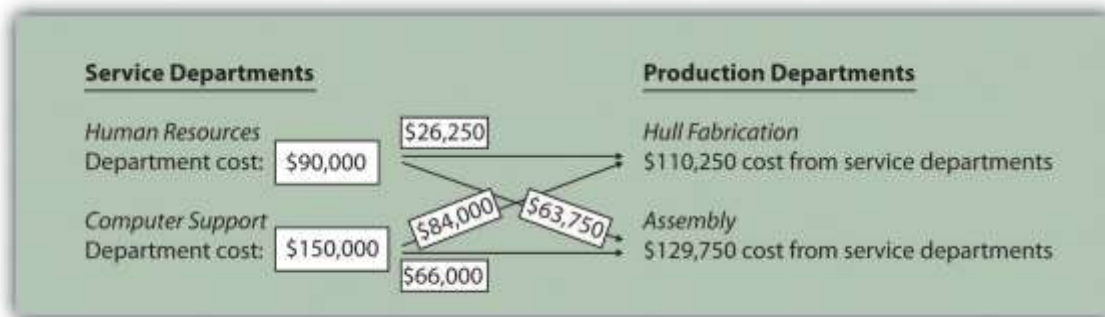 Service Departments
Production Departments
Human Resources
Department cost: $90,000
$26,250
Hull Fabrication
$110,250 cost from service departments
Computer Support
Department cost: $150,000
$84,000
$63,750
$66,000
Assembly
$129,750 cost from service departments